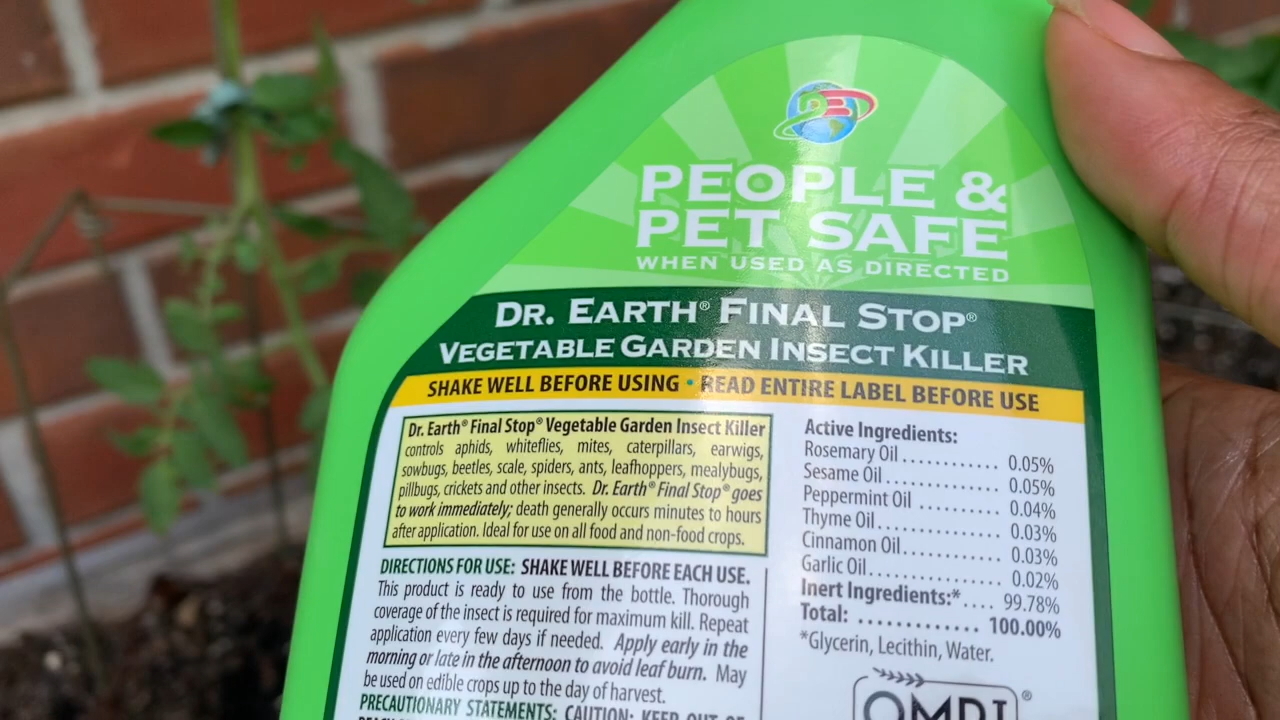 PEOPLE &
PET SAFE
WHEN USED AS DIRECTED
DR. EARTH® FINAL STOP®
VEGETABLE GARDEN INSECT KILLER
SHAKE WELL BEFORE USING • READ ENTIRE LABEL BEFORE USE
Dr. Earth® Final Stop® Vegetable Garden Insect Killer
controls aphids, whiteflies, mites, caterpillars, earwigs,
sowbugs, beetles, scale, spiders, ants, leafhoppers, mealybugs,
pillbugs, crickets and other insects. Dr. Earth® Final Stop® goes
to work immediately; death generally occurs minutes to hours
after application. Ideal for use on all food and non-food crops.
DIRECTIONS FOR USE: SHAKE WELL BEFORE EACH USE.
This product is ready to use from the bottle. Thorough
coverage of the insect is required for maximum kill. Repeat
application every few days if needed. Apply early in the
morning or late in the afternoon to avoid leaf burn. May
be used on edible crops up to the day of harvest.
PRECAUTIONARY STATEMENTS: CAUTION: KEEP OUT OF
Active Ingredients:
Rosemary Oil ............ 0.05%
Sesame Oil .............. 0.05%
Peppermint Oil .......... 0.04%
Thyme Oil ............... 0.03%
Cinnamon Oil ............ 0.03%
Garlic Oil .............. 0.02%
Inert Ingredients:* .... 99.78%
Total: ............ 100.00%
*Glycerin, Lecithin, Water.
OMRI®